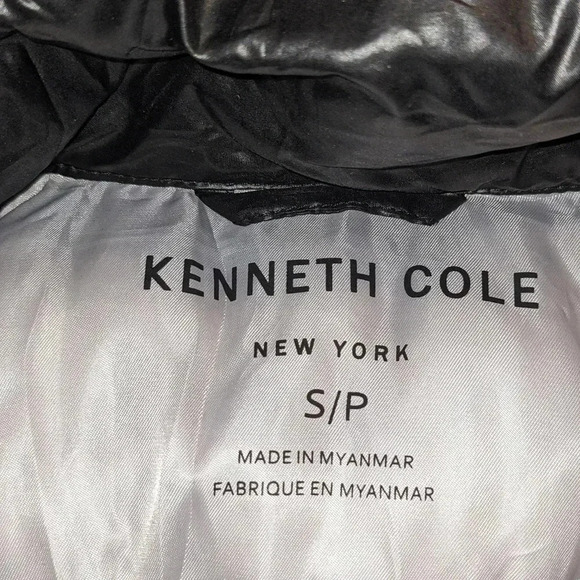 KENNETH COLE
NEW YORK
S/P
MADE IN MYANMAR
FABRIQUE EN MYANMAR